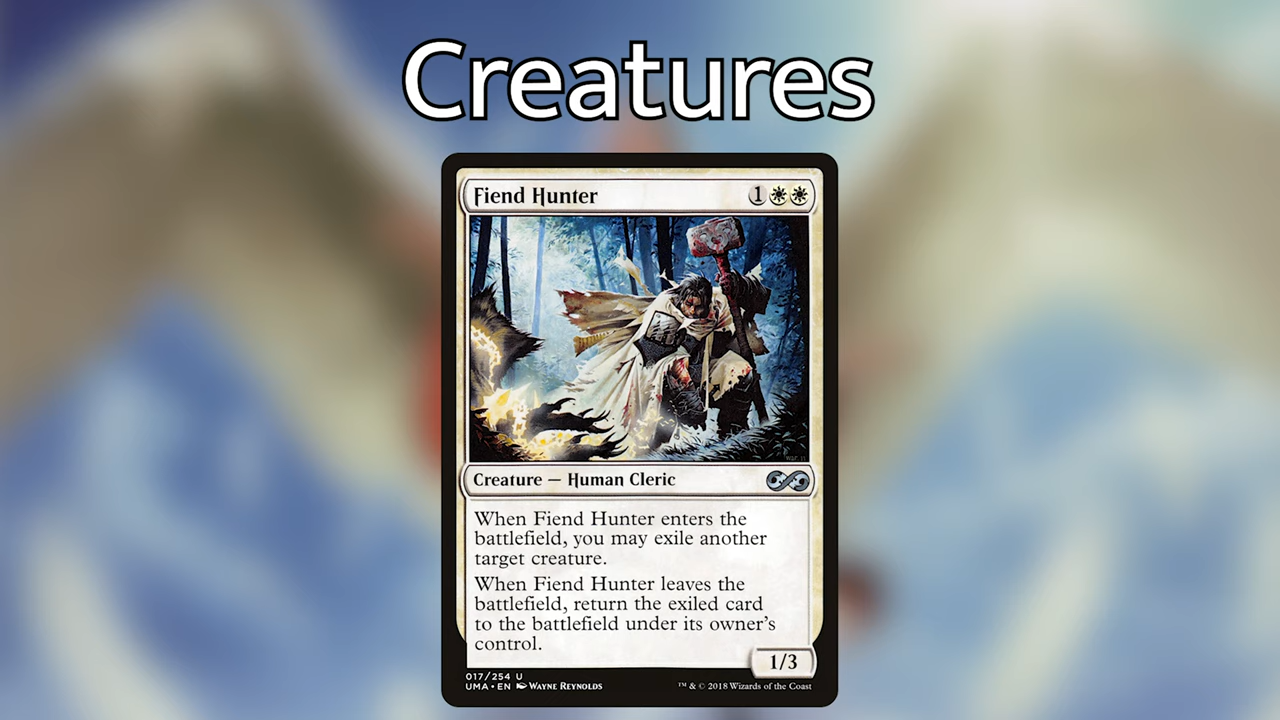 Creatures
Fiend Hunter 1
Creature — Human Cleric
When Fiend Hunter enters the
battlefield, you may exile another
target creature.
When Fiend Hunter leaves the
battlefield, return the exiled card
to the battlefield under its owner's
control.
1/3
017/254 U
UMA • EN Wayne Reynolds
™ & © 2018 Wizards of the Coast